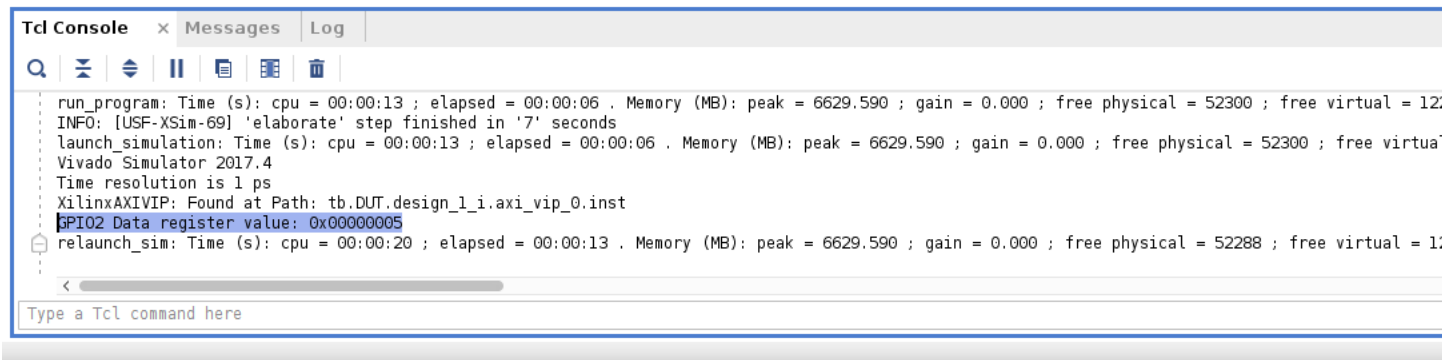 Tcl Console × Messages Log
run_program: Time (s): cpu = 00:00:13 ; elapsed = 00:00:06 . Memory (MB): peak = 6629.590 ; gain = 0.000 ; free physical = 52300 ; free virtual = 122
INFO: [USF-XSim-69] 'elaborate' step finished in '7' seconds
launch_simulation: Time (s): cpu = 00:00:13 ; elapsed = 00:00:06 . Memory (MB): peak = 6629.590 ; gain = 0.000 ; free physical = 52300 ; free virtua
Vivado Simulator 2017.4
Time resolution is 1 ps
XilinxAXIVIP: Found at Path: tb.DUT.design_1_i.axi_vip_0.inst
GPIO2 Data register value: 0x00000005
relaunch_sim: Time (s): cpu = 00:00:20 ; elapsed = 00:00:13 . Memory (MB): peak = 6629.590 ; gain = 0.000 ; free physical = 52288 ; free virtual = 12
Type a Tcl command here